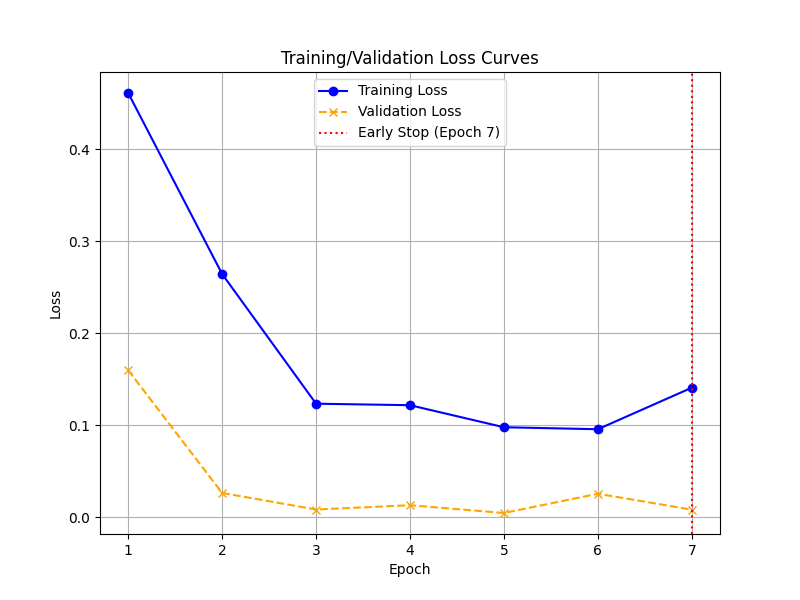 Training/Validation Loss Curves
Training Loss
Validation Loss
Early Stop (Epoch 7)
Loss
0.4
0.3
0.2
0.1
0.0
1 2 3 4 5 6 7
Epoch